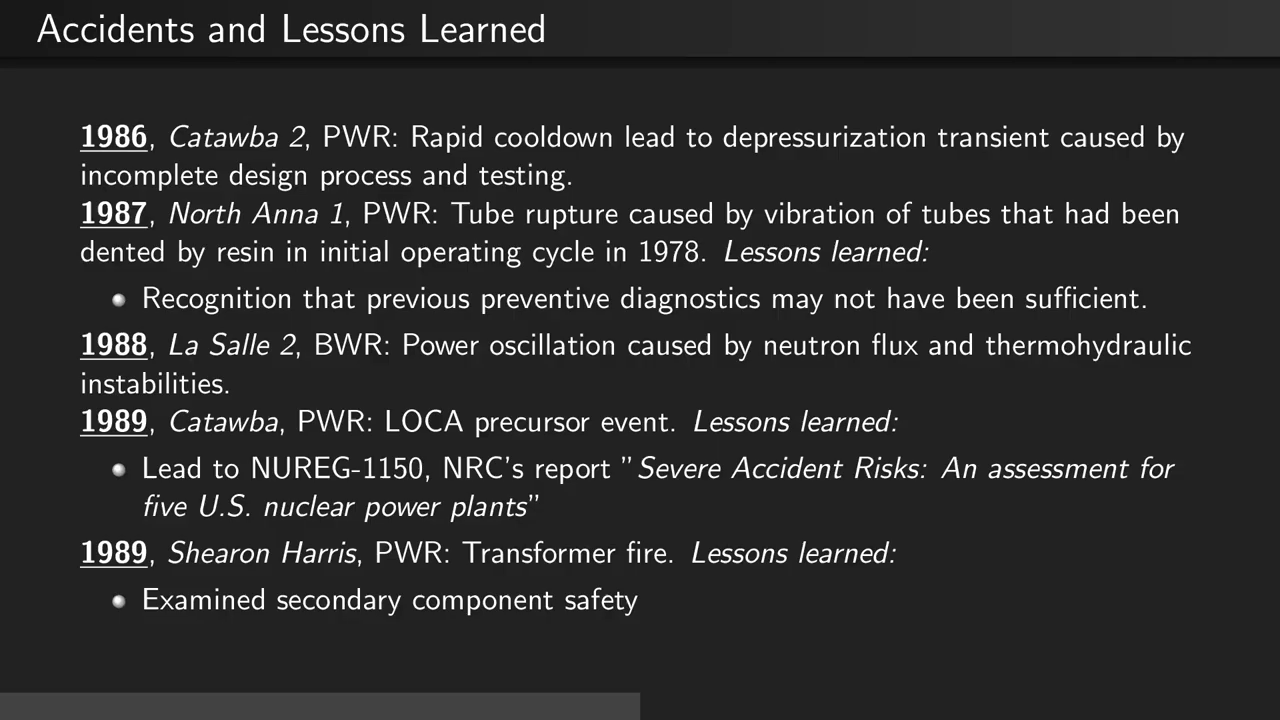 Accidents and Lessons Learned
1986, Catawba 2, PWR: Rapid cooldown lead to depressurization transient caused by
incomplete design process and testing.
1987, North Anna 1, PWR: Tube rupture caused by vibration of tubes that had been
dented by resin in initial operating cycle in 1978. Lessons learned:
Recognition that previous preventive diagnostics may not have been sufficient.
1988, La Salle 2, BWR: Power oscillation caused by neutron flux and thermohydraulic
instabilities.
1989, Catawba, PWR: LOCA precursor event. Lessons learned:
Lead to NUREG-1150, NRC's report ”Severe Accident Risks: An assessment for
five U.S. nuclear power plants”
1989, Shearon Harris, PWR: Transformer fire. Lessons learned:
Examined secondary component safety